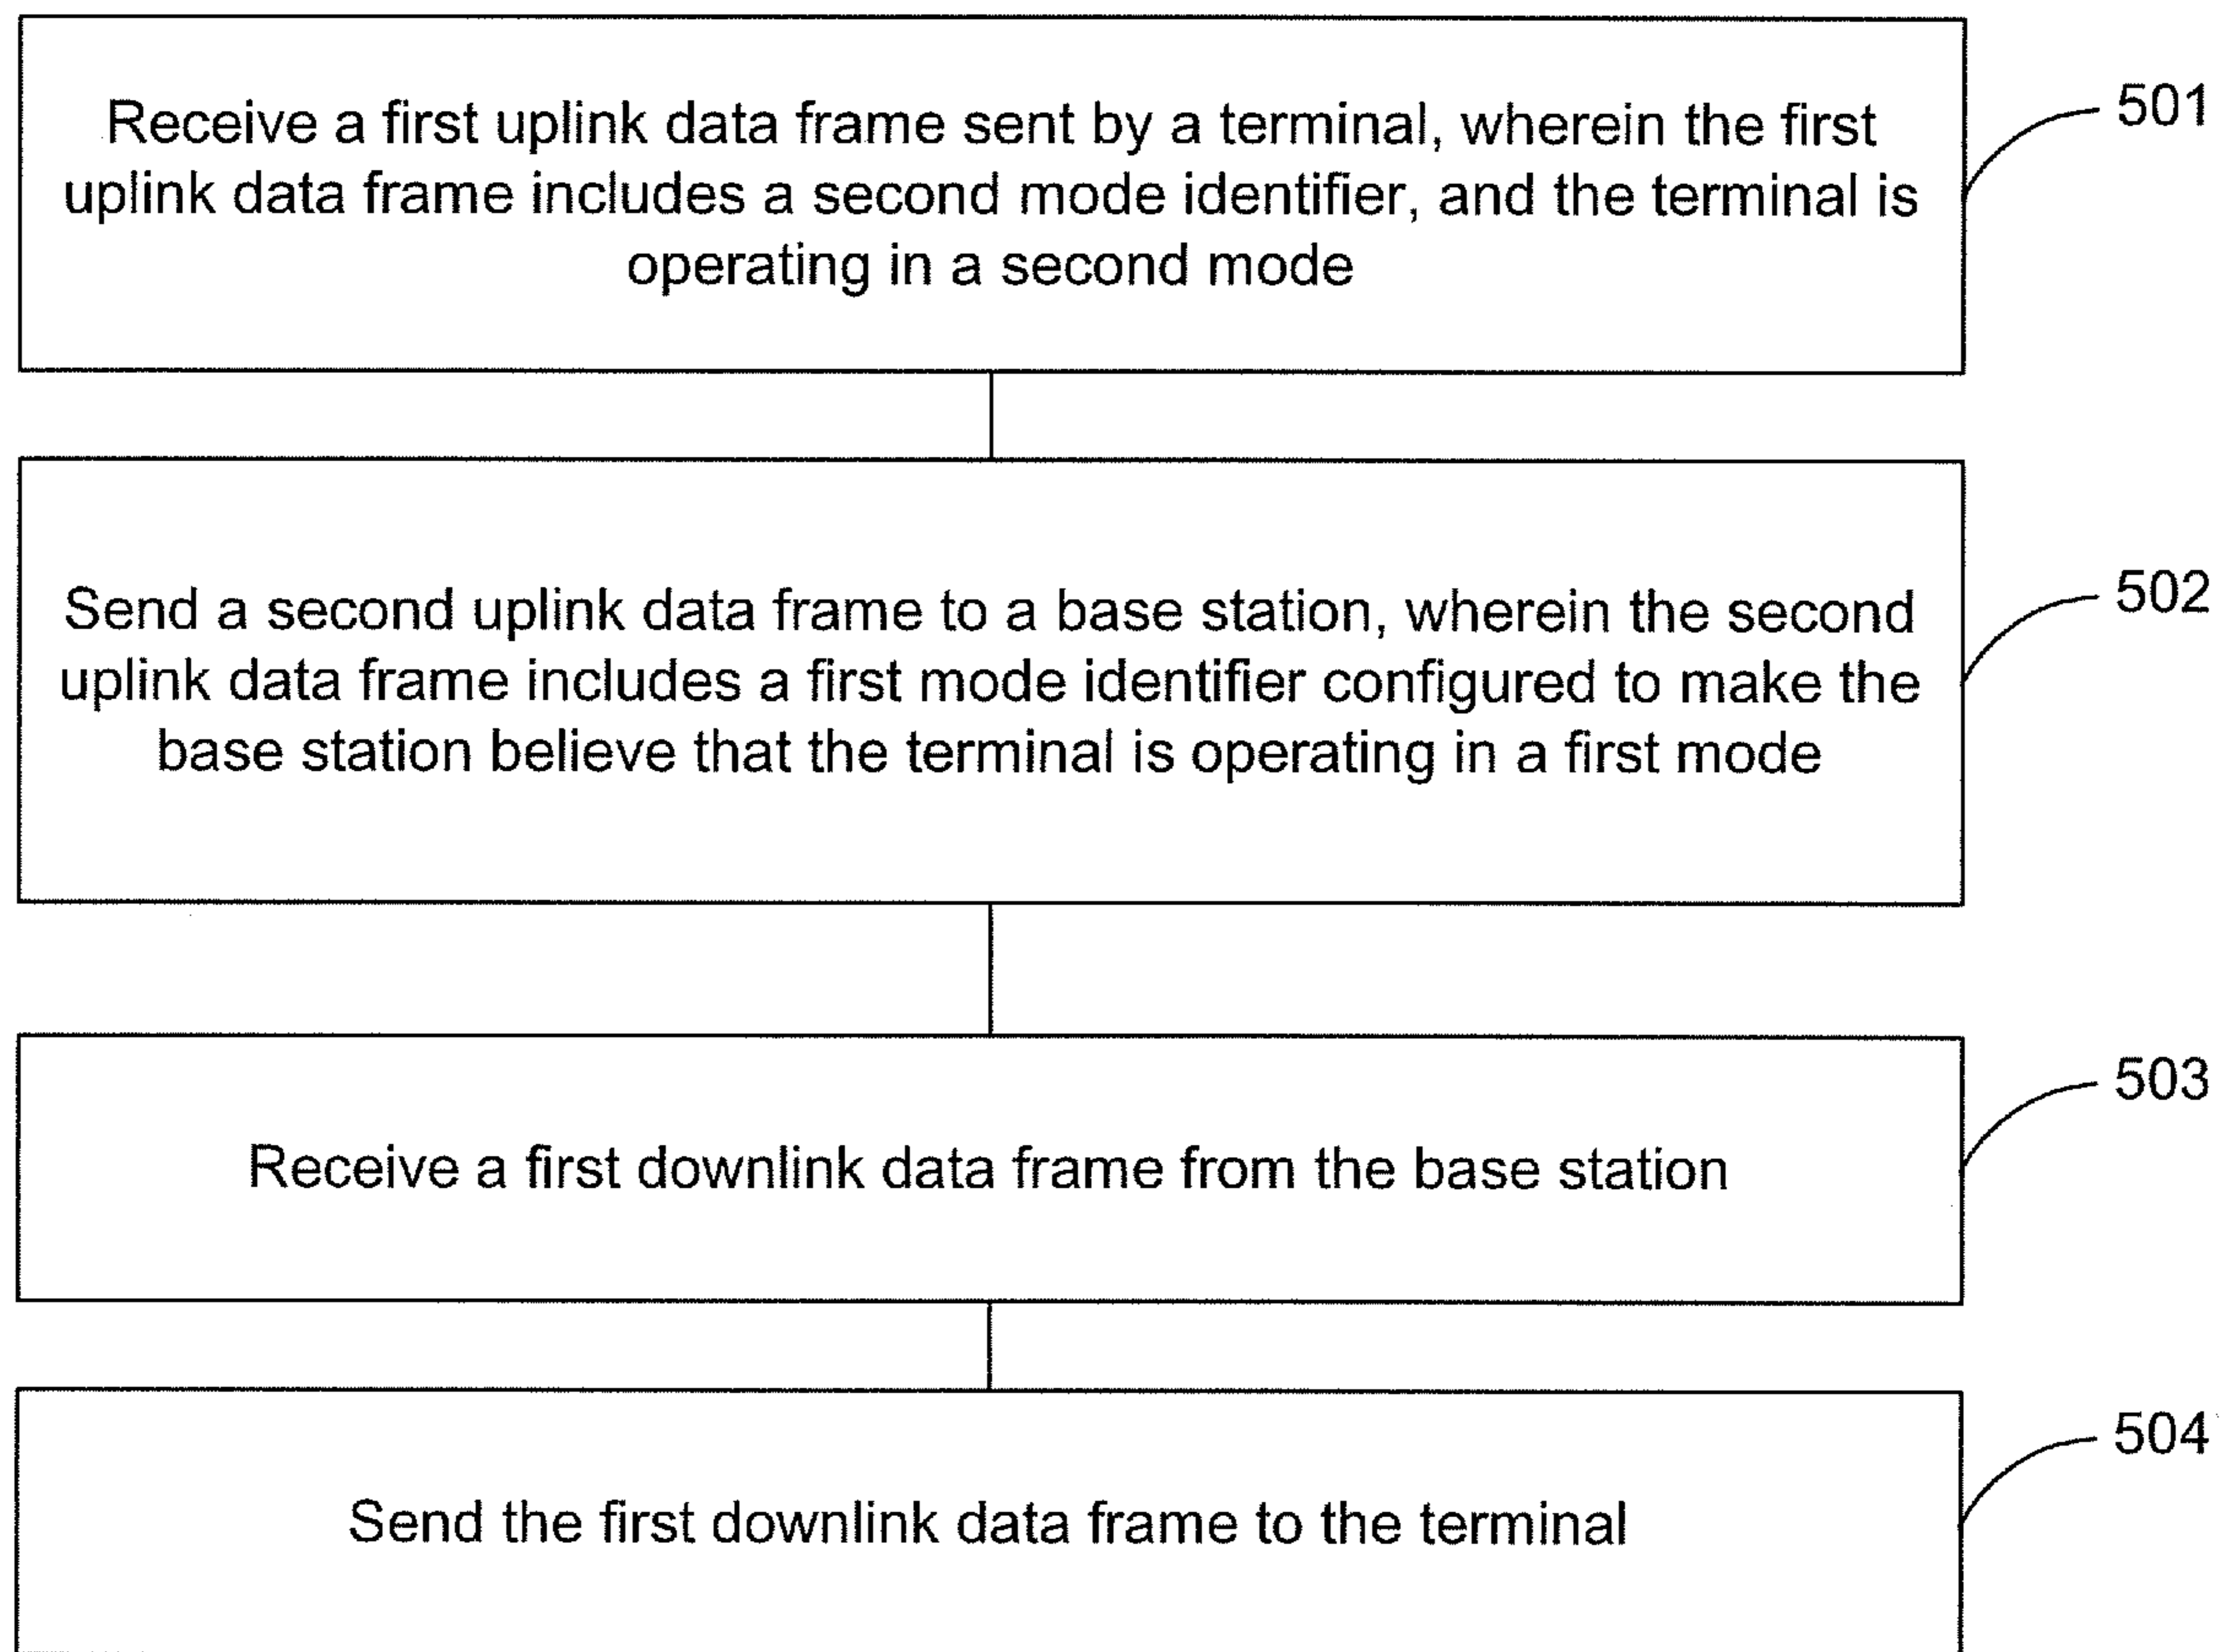 Receive a first uplink data frame sent by a terminal, wherein the first
uplink data frame includes a second mode identifier, and the terminal is
operating in a second mode
501
Send a second uplink data frame to a base station, wherein the second
uplink data frame includes a first mode identifier configured to make the
base station believe that the terminal is operating in a first mode
502
Receive a first downlink data frame from the base station
503
Send the first downlink data frame to the terminal
504